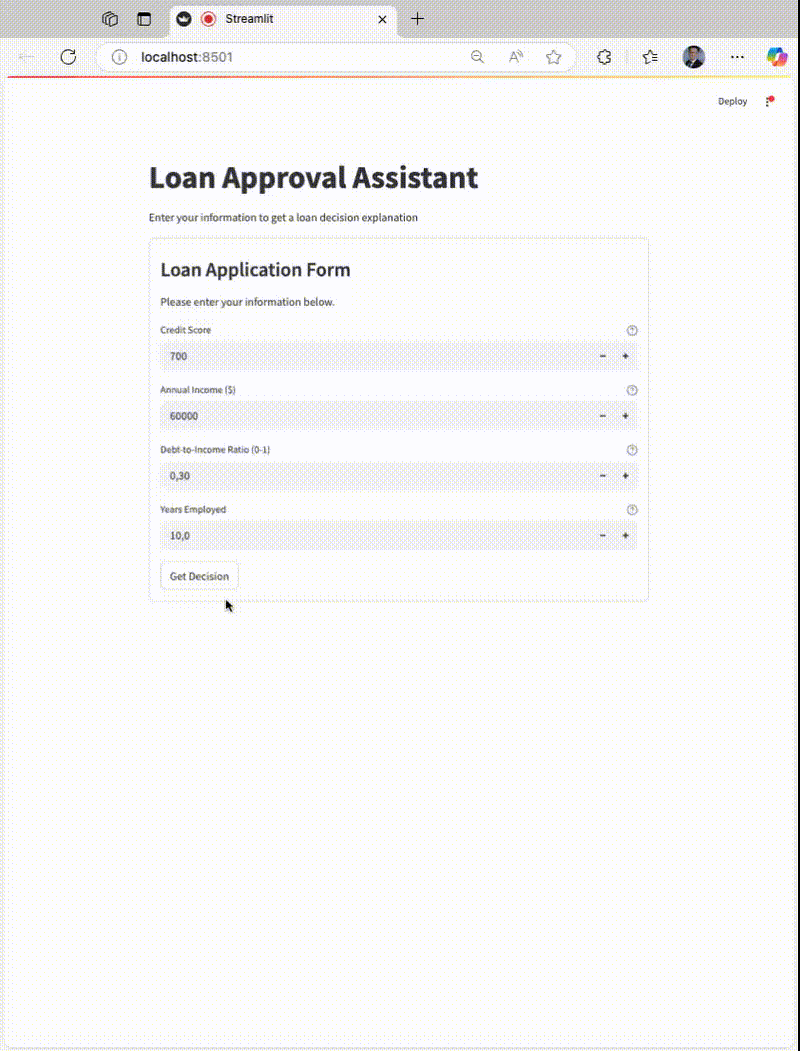 Streamlit
localhost:8501
Deploy
Loan Approval Assistant
Enter your information to get a loan decision explanation
Loan Application Form
Please enter your information below.
Credit Score
700
Annual Income ($)
60000
Debt-to-Income Ratio (0-1)
0,30
Years Employed
10,0
Get Decision